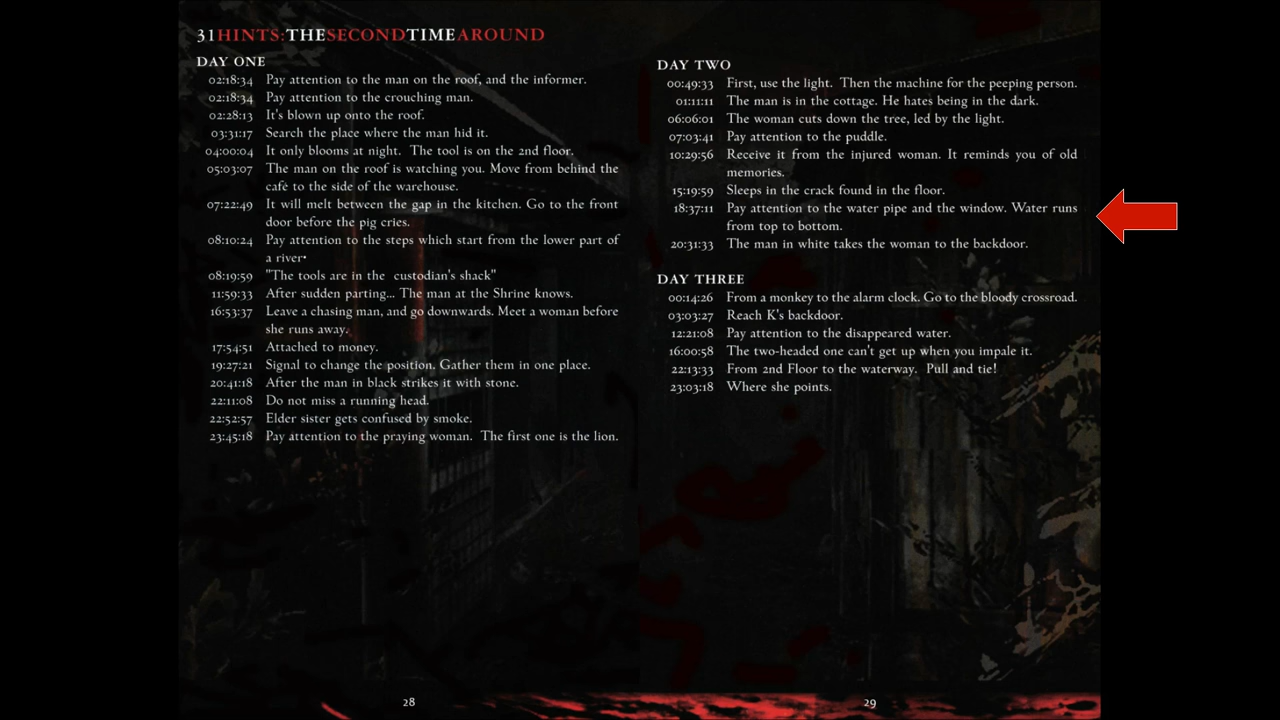 31HINTS:THESECONDTIMEAROUND
DAY ONE
02:18:34 Pay attention to the man on the roof, and the informer.
02:18:34 Pay attention to the crouching man.
02:28:13 It's blown up onto the roof.
03:31:17 Search the place where the man hid it.
04:00:04 It only blooms at night. The tool is on the 2nd floor.
05:03:07 The man on the roof is watching you. Move from behind the
café to the side of the warehouse.
07:22:49 It will melt between the gap in the kitchen. Go to the front
door before the pig cries.
08:10:24 Pay attention to the steps which start from the lower part of
a river.
08:19:59 "The tools are in the custodian's shack"
11:59:33 After sudden parting... The man at the Shrine knows.
16:53:37 Leave a chasing man, and go downwards. Meet a woman before
she runs away.
17:54:51 Attached to money.
19:27:21 Signal to change the position. Gather them in one place.
20:41:18 After the man in black strikes it with stone.
22:11:08 Do not miss a running head.
22:52:57 Elder sister gets confused by smoke.
23:45:18 Pay attention to the praying woman. The first one is the lion.
28
DAY TWO
00:49:33 First, use the light. Then the machine for the peeping person.
01:11:11 The man is in the cottage. He hates being in the dark.
06:06:01 The woman cuts down the tree, led by the light.
07:03:41 Pay attention to the puddle.
10:29:56 Receive it from the injured woman. It reminds you of old
memories.
15:19:59 Sleeps in the crack found in the floor.
18:37:11 Pay attention to the water pipe and the window. Water runs
from top to bottom.
20:31:33 The man in white takes the woman to the backdoor.
DAY THREE
00:14:26 From a monkey to the alarm clock. Go to the bloody crossroad.
03:03:27 Reach K's backdoor.
12:21:08 Pay attention to the disappeared water.
16:00:58 The two-headed one can't get up when you impale it.
22:13:33 From 2nd Floor to the waterway. Pull and tie!
23:03:18 Where she points.
29